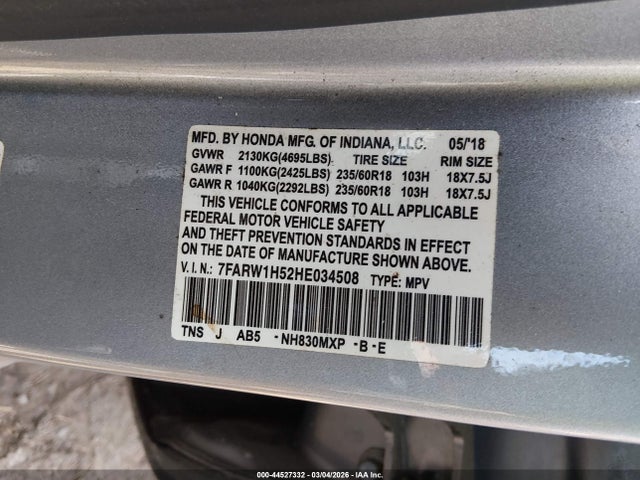 MFD. BY HONDA MFG. OF INDIANA, LLC. 05/'18
GVWR 2130KG(4695LBS) TIRE SIZE RIM SIZE
GAWR F 1100KG(2425LBS) 235/60R18 103H 18X7.5J
GAWR R 1040KG(2292LBS) 235/60R18 103H 18X7.5J
THIS VEHICLE CONFORMS TO ALL APPLICABLE
FEDERAL MOTOR VEHICLE SAFETY
AND THEFT PREVENTION STANDARDS IN EFFECT
ON THE DATE OF MANUFACTURE SHOWN ABOVE.
V.I.N.: 7FARW1H52HE034508 TYPE: MPV
TNS J AB5 -NH830MXP -B-E
000-44527332 - 03/04/2026 - IAA Inc.